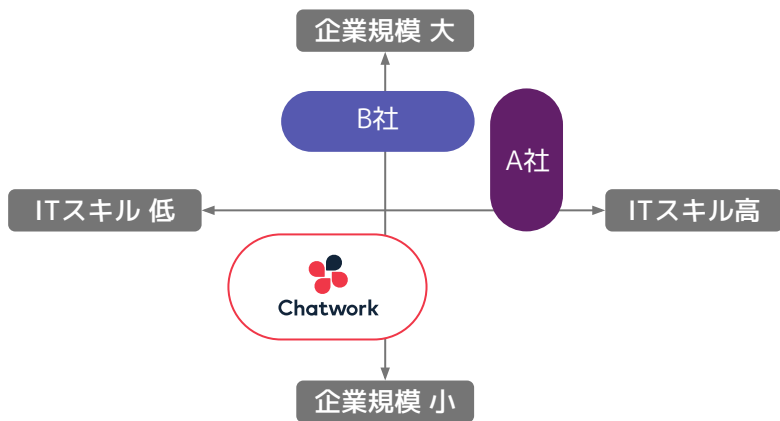 企業規模 大
B社
A社
ITスキル 低
ITスキル高
Chatwork
企業規模 小